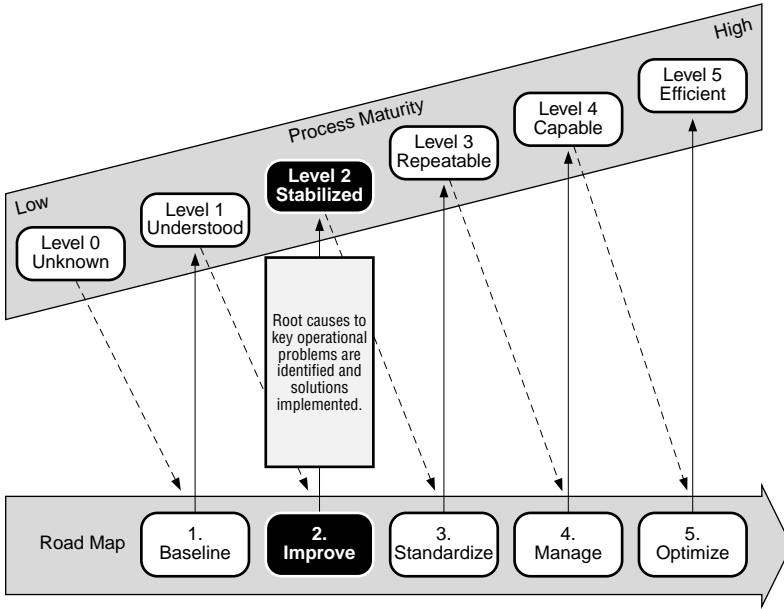 High
Level 5
Efficient
Level 4
Capable
Process Maturity
Level 3
Repeatable
Level 2
Stabilized
Low
Level 1
Understood
Level 0
Unknown
Root causes to
key operational
problems are
identified and
solutions
implemented.
Road Map
1.
Baseline
2.
Improve
3.
Standardize
4.
Manage
5.
Optimize